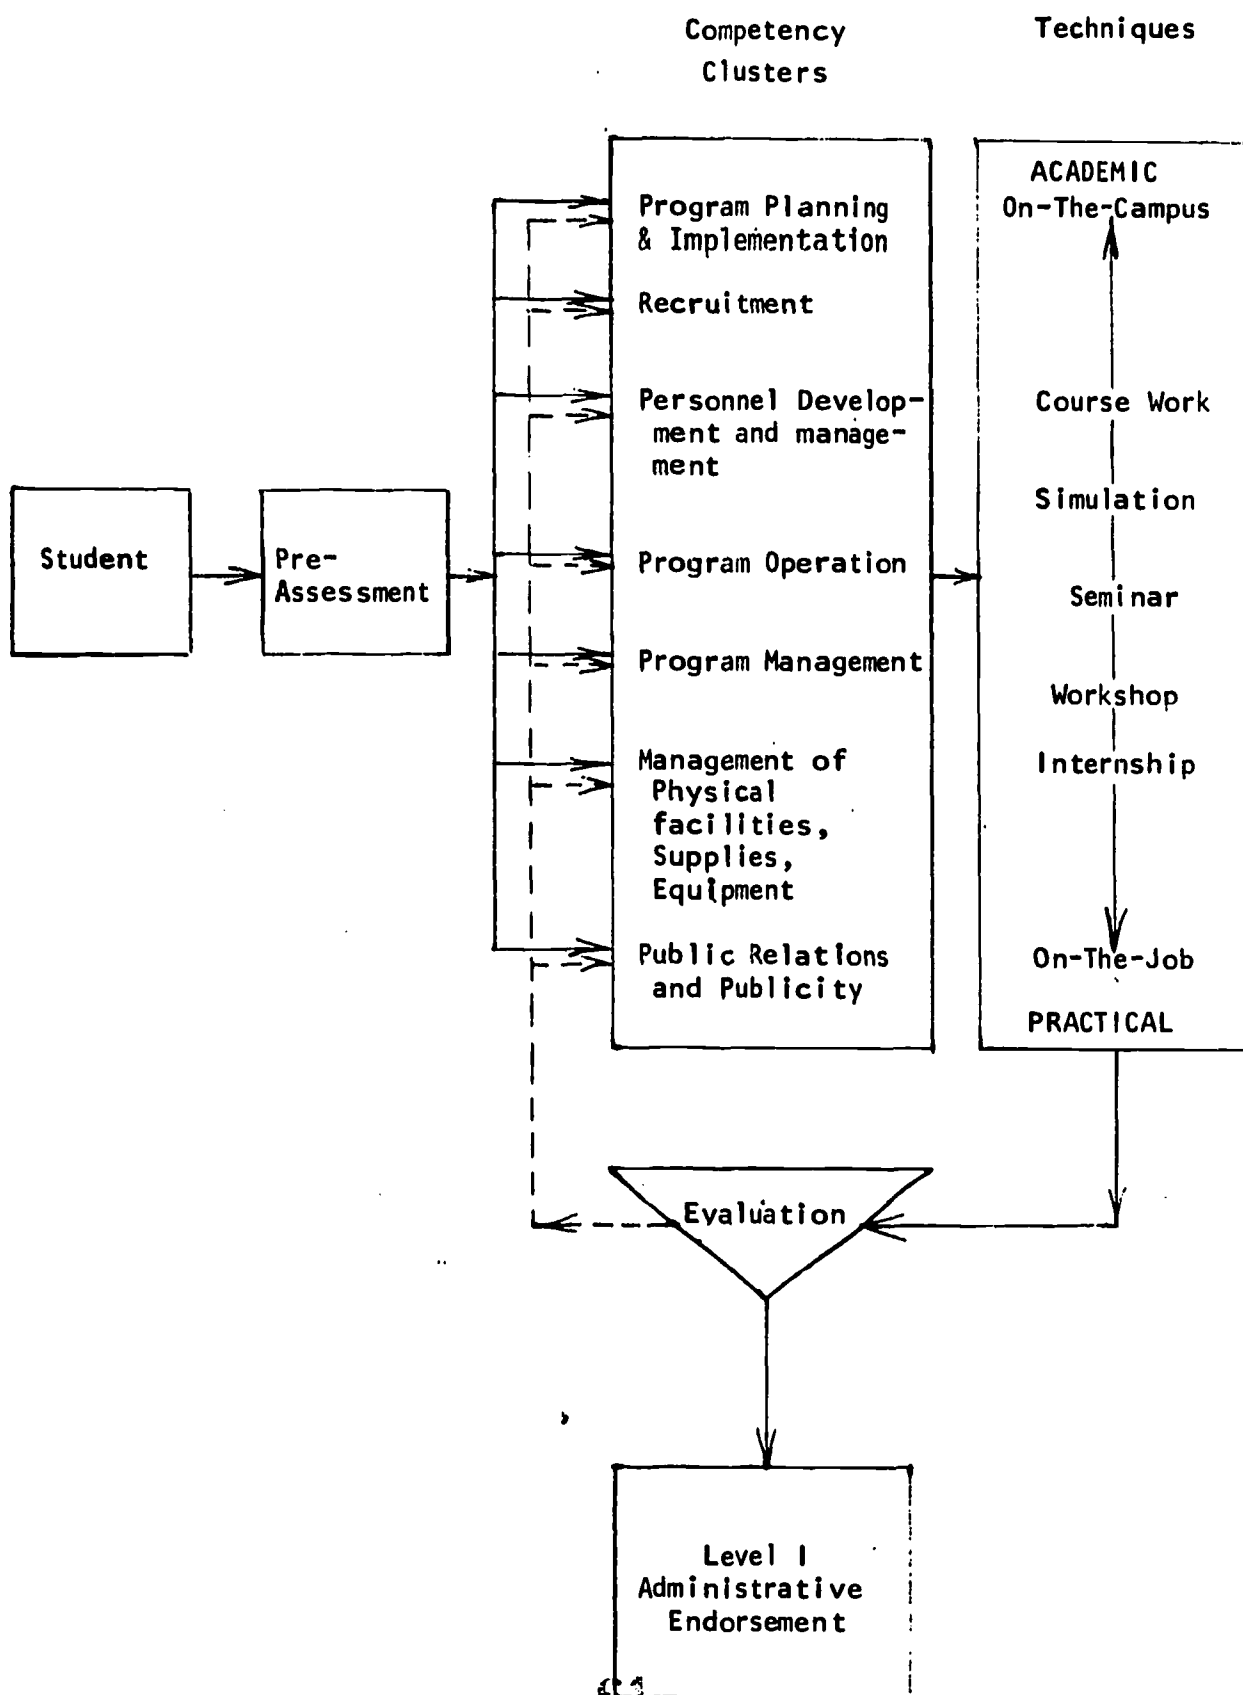 Competency
Clusters
Techniques
Student
Pre-
Assessment
Program Planning
& Implementation
Recruitment
Personnel Develop-
ment and manage-
ment
Program Operation
Program Management
Management of
Physical
facilities,
Supplies,
Equipment
Public Relations
and Publicity
ACADEMIC
On-The-Campus
Course Work
Simulation
Seminar
Workshop
Internship
On-The-Job
PRACTICAL
Evaluation
Level I
Administrative
Endorsement